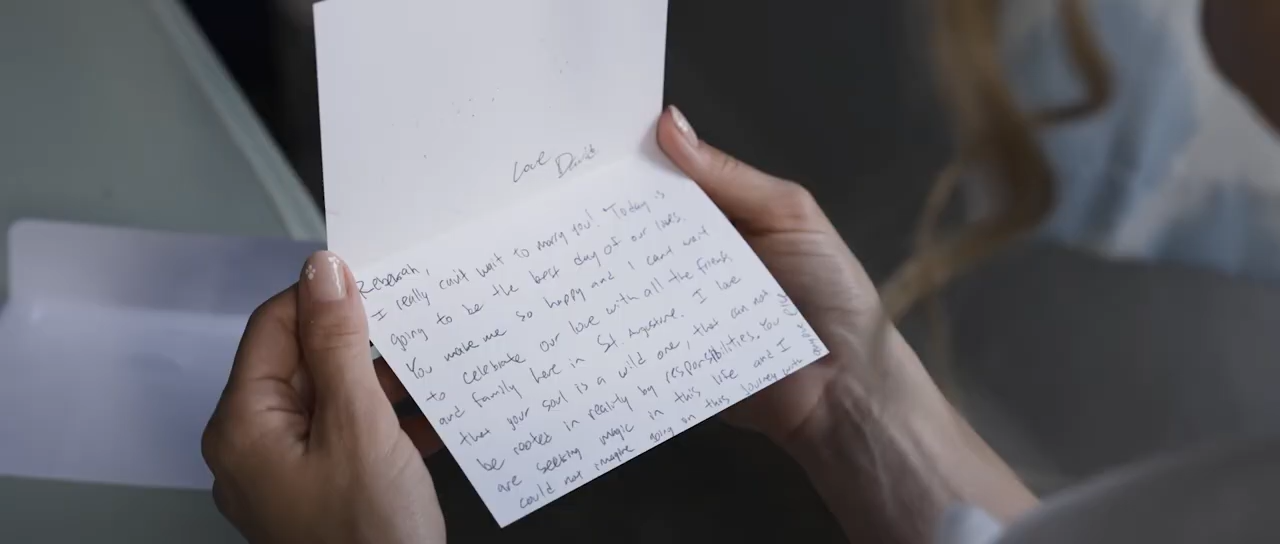 Love David
Rebekah,
I really can't wait to marry you! Today is
going to be the best day of our lives.
You make me so happy and I cant wait
to celebrate our love with all the friends
and family here in St. Augustine. I love
that your soul is a wild one, that can not
be rooted in reality by responsibilities. You
are seeking magic in this life and I
could not imagine going on this journey with